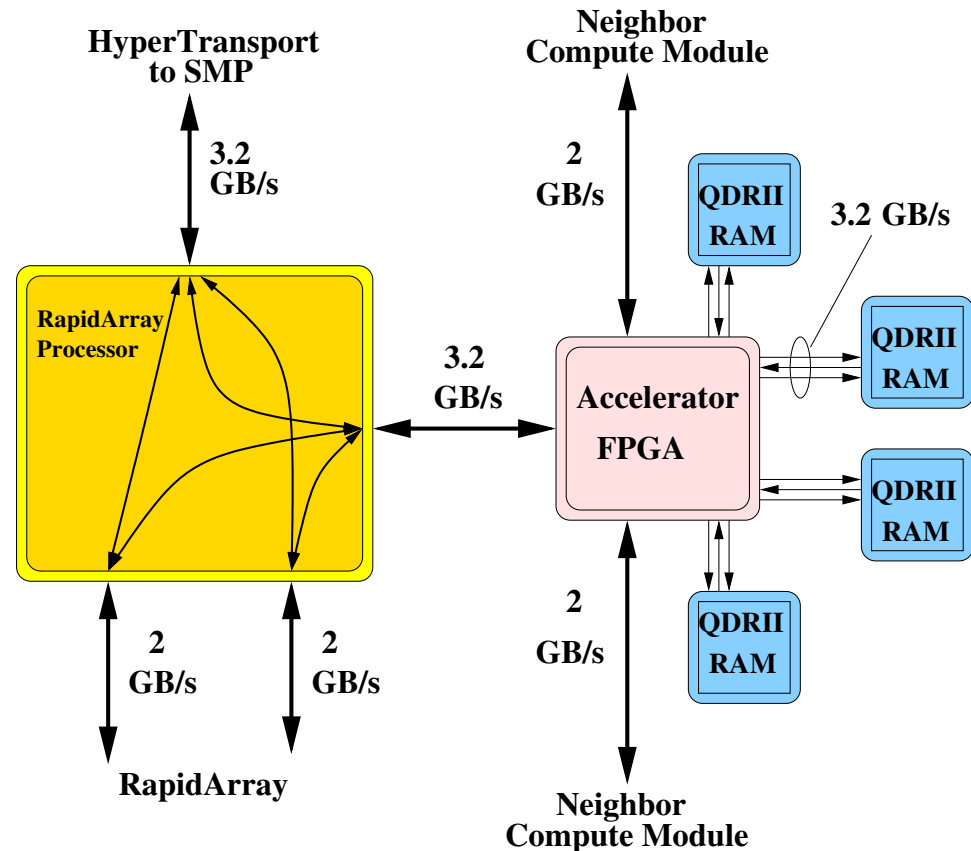 HyperTransport
to SMP
3.2
GB/s
RapidArray
Processor
2
GB/s
2
GB/s
RapidArray
3.2
GB/s
Neighbor
Compute Module
2
GB/s
QDRII
RAM
3.2 GB/s
QDRII
RAM
Accelerator
FPGA
QDRII
RAM
2
GB/s
QDRII
RAM
Neighbor
Compute Module